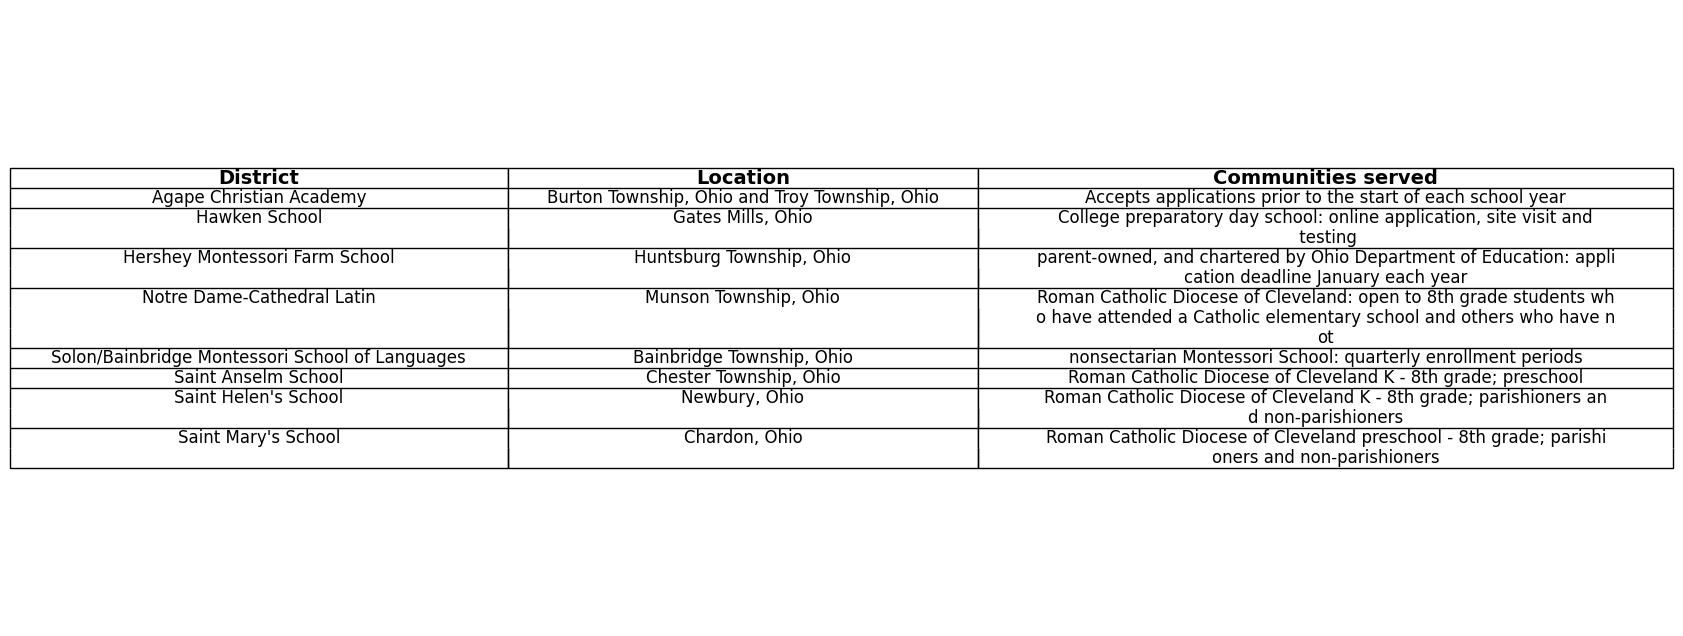 District Location Communities served
Agape Christian Academy Burton Township, Ohio and Troy Township, Ohio Accepts applications prior to the start of each school year
Hawken School Gates Mills, Ohio College preparatory day school: online application, site visit and
testing
Hershey Montessori Farm School Huntsburg Township, Ohio parent-owned, and chartered by Ohio Department of Education: appli
cation deadline January each year
Notre Dame-Cathedral Latin Munson Township, Ohio Roman Catholic Diocese of Cleveland: open to 8th grade students wh
o have attended a Catholic elementary school and others who have n
ot
Solon/Bainbridge Montessori School of Languages Bainbridge Township, Ohio nonsectarian Montessori School: quarterly enrollment periods
Saint Anselm School Chester Township, Ohio Roman Catholic Diocese of Cleveland K - 8th grade; preschool
Saint Helen's School Newbury, Ohio Roman Catholic Diocese of Cleveland K - 8th grade; parishioners an
d non-parishioners
Saint Mary's School Chardon, Ohio Roman Catholic Diocese of Cleveland preschool - 8th grade; parishi
oners and non-parishioners